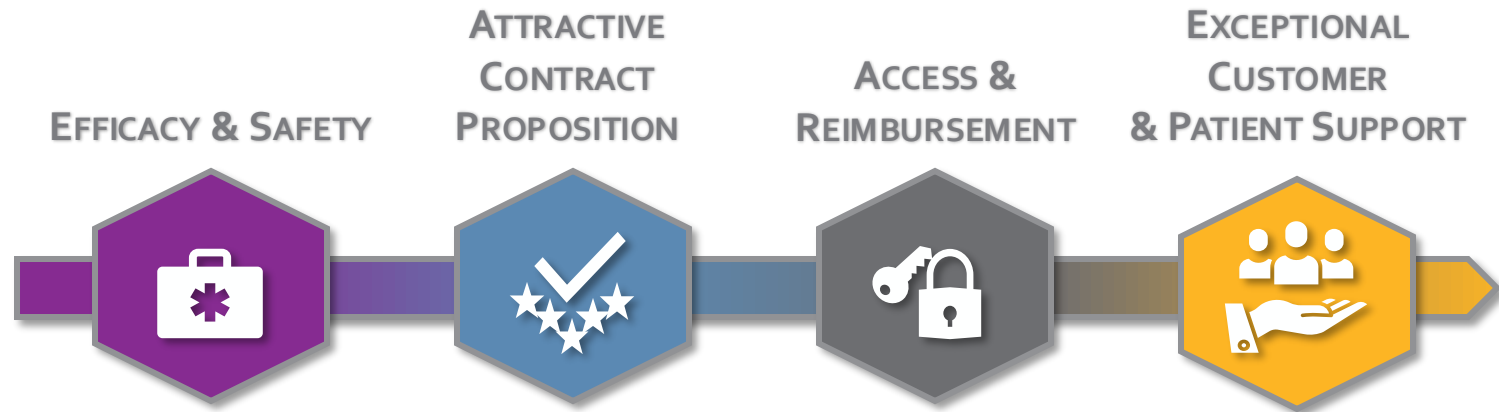 EFFICACY & SAFETY
ATTRACTIVE
CONTRACT
PROPOSITION
ACCESS &
REIMBURSEMENT
EXCEPTIONAL
CUSTOMER
& PATIENT SUPPORT